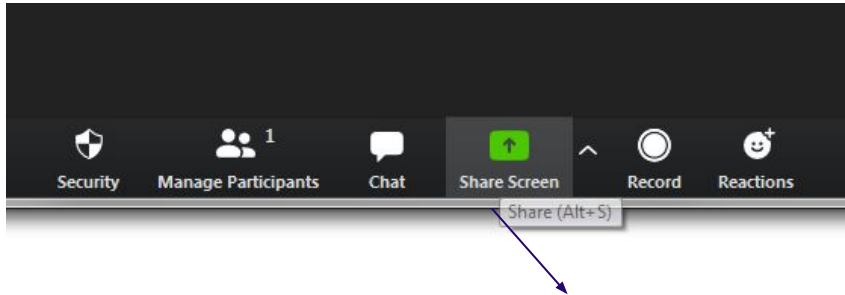 1
Security Manage Participants Chat Share Screen Record Reactions
Share (Alt+S)